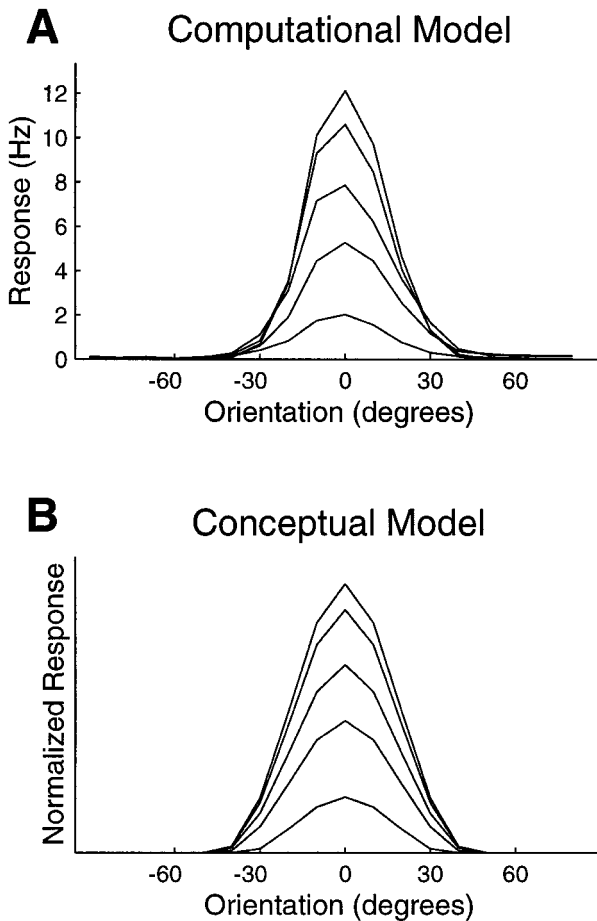 A Computational Model
Response (Hz)
12
10
8
6
4
2
0
-60 -30 0 30 60
Orientation (degrees)
B Conceptual Model
Normalized Response
-60 -30 0 30 60
Orientation (degrees)